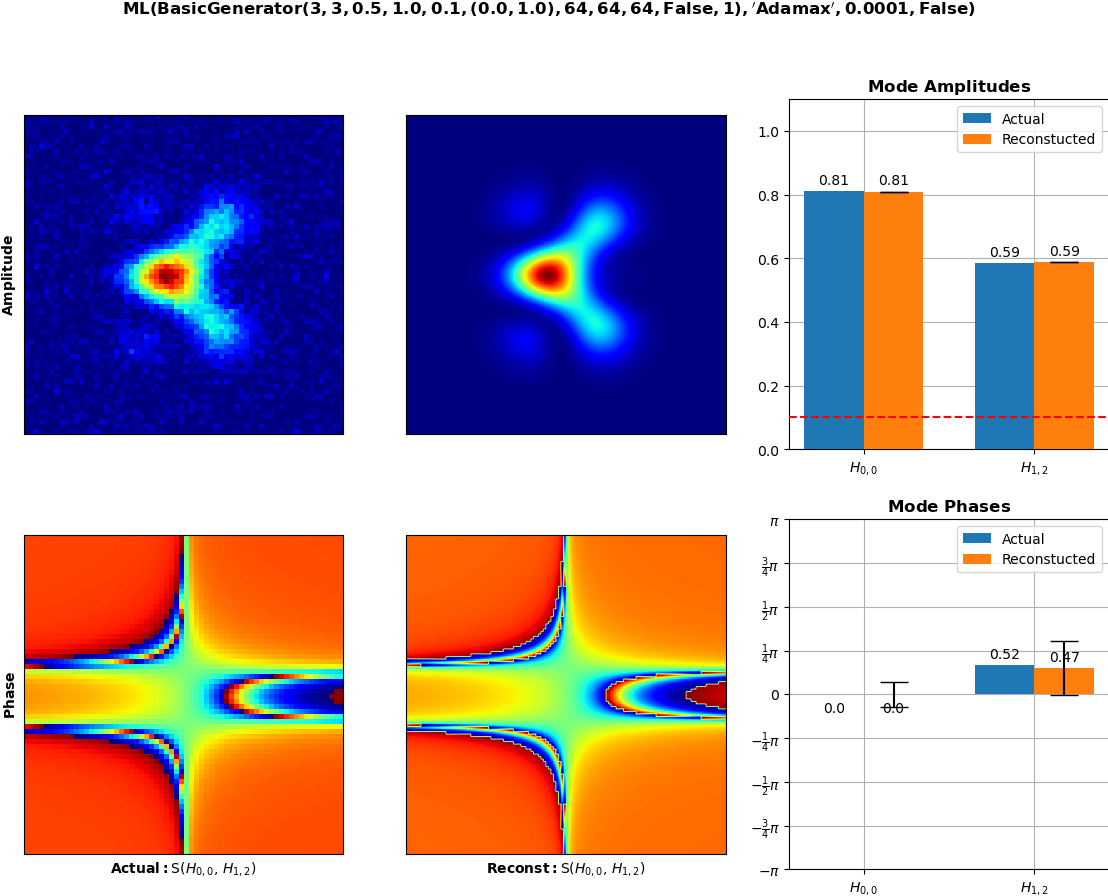 ML(BasicGenerator(3, 3, 0.5, 1.0, 0.1, (0.0, 1.0), 64, 64, 64, False, 1), ′Adamax′, 0.0001, False)
Amplitude
Mode Amplitudes
Actual
Reconstucted
1.0
0.8
0.6
0.4
0.2
0.0
0.81
0.81
0.59
0.59
H0, 0
H1, 2
Phase
Actual: S(H0, 0, H1, 2)
Reconst: S(H0, 0, H1, 2)
Mode Phases
Actual
Reconstucted
π
3/4π
1/2π
1/4π
0
−1/4π
−1/2π
−3/4π
−π
0.0
0.0
0.52
0.47
H0, 0
H1, 2